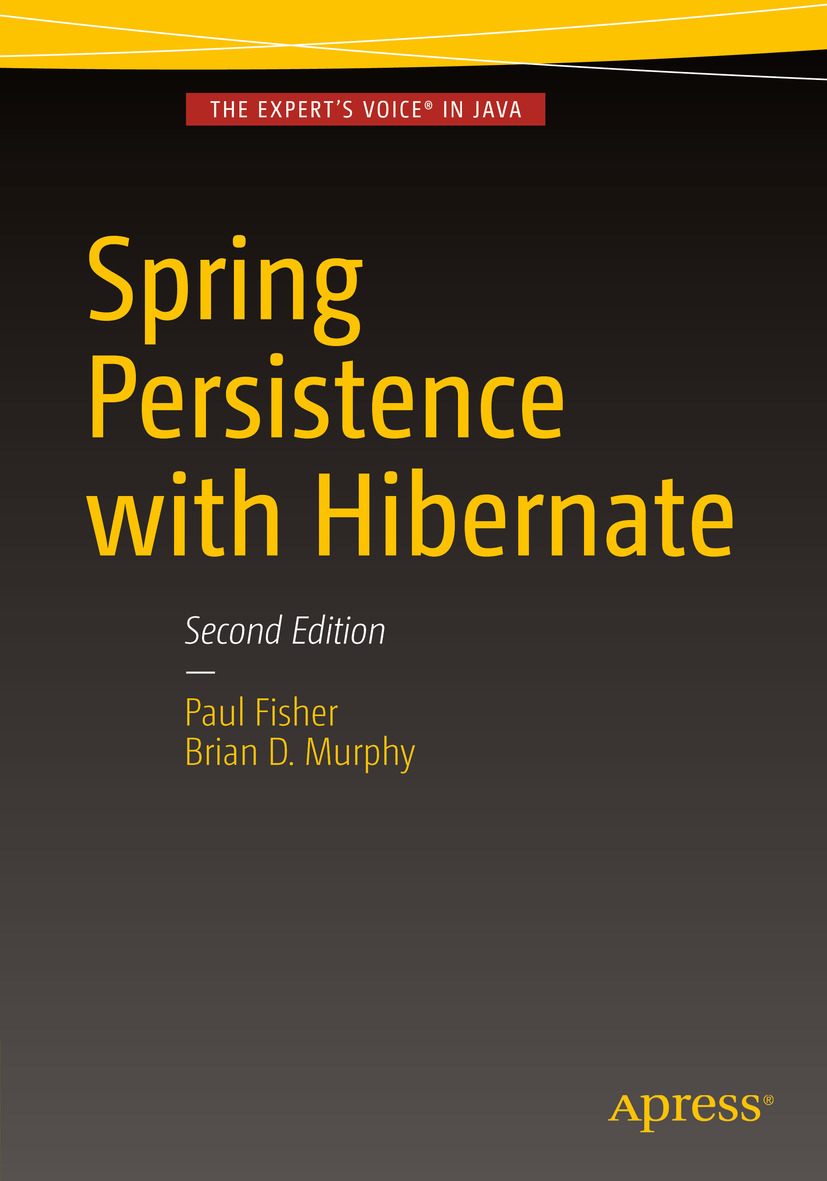 THE EXPERT'S VOICE® IN JAVA
Spring
Persistence
with Hibernate
Second Edition
Paul Fisher
Brian D. Murphy
Apress®